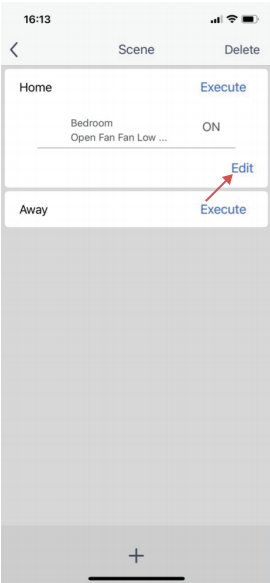 16:13
Scene Delete
Home Execute
Bedroom ON
Open Fan Fan Low ...
Edit
Away Execute
+